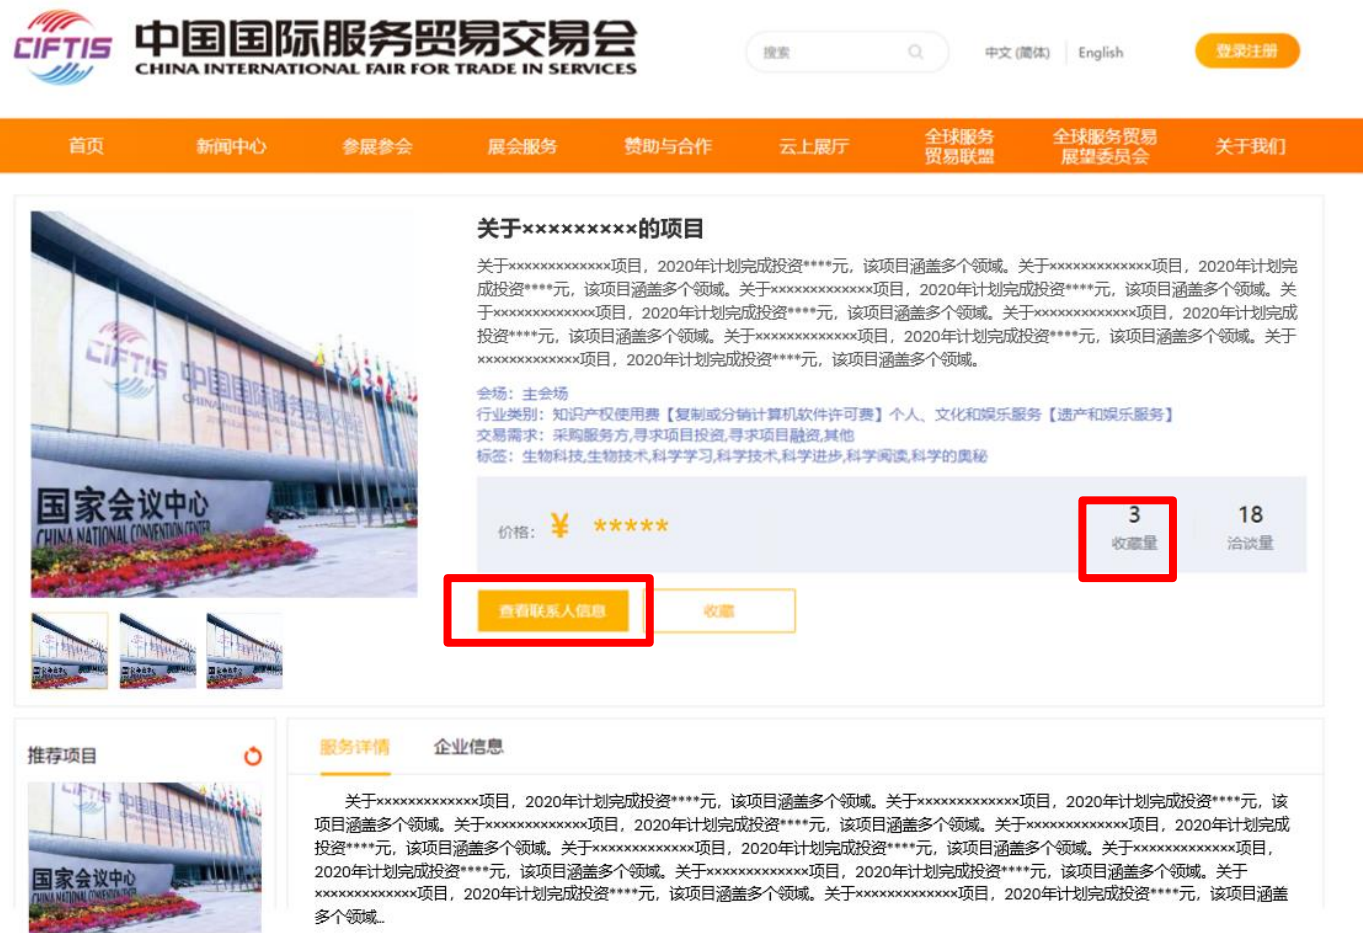 CIFTIS
中国国际服务贸易交易会
CHINA INTERNATIONAL FAIR FOR TRADE IN SERVICES
搜索
中文 (简体) English
登录注册
首页 新闻中心 参展参会 展会服务 赞助与合作 云上展厅 全球服务贸易联盟 全球服务贸易展望委员会 关于我们
关于×××××××××的项目
关于×××××××××××××项目，2020年计划完成投资****元，该项目涵盖多个领域。关于×××××××××××××项目，2020年计划完
成投资****元，该项目涵盖多个领域。关于×××××××××××××项目，2020年计划完成投资****元，该项目涵盖多个领域。关
于×××××××××××××项目，2020年计划完成投资****元，该项目涵盖多个领域。关于×××××××××××××项目，2020年计划完成
投资****元，该项目涵盖多个领域。关于×××××××××××××项目，2020年计划完成投资****元，该项目涵盖多个领域。关于
×××××××××××××项目，2020年计划完成投资****元，该项目涵盖多个领域。
会场：主会场
行业类别：知识产权使用费【复制或分销计算机软件许可费】个人、文化和娱乐服务【遗产和娱乐服务】
交易需求：采购服务方,寻求项目投资,寻求项目融资,其他
标签：生物科技,生物技术,科学学习,科学技术,科学进步,科学阅读,科学的奥秘
价格：¥ *****
3
收藏量
18
洽谈量
查看联系人信息
收藏
CIFTIS 中国国际服务
国家会议中心
CHINA NATIONAL CONVENTION CENTER
推荐项目
国家会议中心
服务详情 企业信息
关于×××××××××××××项目，2020年计划完成投资****元，该项目涵盖多个领域。关于×××××××××××××项目，2020年计划完成投资****元，该
项目涵盖多个领域。关于×××××××××××××项目，2020年计划完成投资****元，该项目涵盖多个领域。关于×××××××××××××项目，2020年计划完成
投资****元，该项目涵盖多个领域。关于×××××××××××××项目，2020年计划完成投资****元，该项目涵盖多个领域。关于×××××××××××××项目，
2020年计划完成投资****元，该项目涵盖多个领域。关于×××××××××××××项目，2020年计划完成投资****元，该项目涵盖多个领域。关于
×××××××××××××项目，2020年计划完成投资****元，该项目涵盖多个领域。关于×××××××××××××项目，2020年计划完成投资****元，该项目涵盖
多个领域...